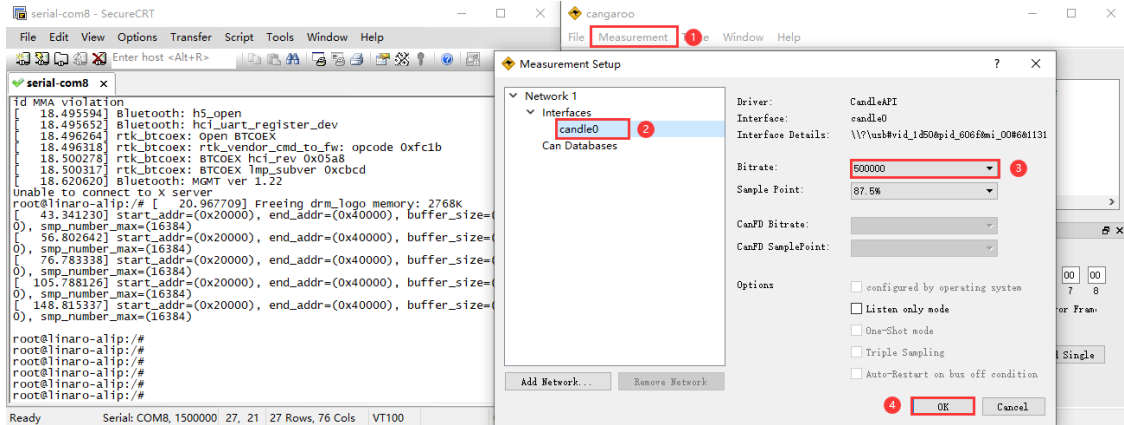 serial-com8 - SecureCRT
File Edit View Options Transfer Script Tools Window Help
Enter host <Alt+R>
serial-com8
id MMA violation
[ 18.495594] Bluetooth: h5_open
[ 18.495652] Bluetooth: hci_uart_register_dev
[ 18.496264] rtk_btcoex: Open BTCOEX
[ 18.496318] rtk_btcoex: rtk_vendor_cmd_to_fw: opcode 0xfc1b
[ 18.500278] rtk_btcoex: BTCOEX hci_rev 0x05a8
[ 18.500317] rtk_btcoex: BTCOEX lmp_subver 0xcbcd
[ 18.620620] Bluetooth: MGMT ver 1.22
Unable to connect to X server
root@linaro-alip:/# [ 20.967709] Freeing drm_logo memory: 2768K
[ 43.341230] start_addr=(0x20000), end_addr=(0x40000), buffer_size=(
0), smp_number_max=(16384)
[ 56.802642] start_addr=(0x20000), end_addr=(0x40000), buffer_size=(
0), smp_number_max=(16384)
[ 76.783338] start_addr=(0x20000), end_addr=(0x40000), buffer_size=(
0), smp_number_max=(16384)
[ 105.788126] start_addr=(0x20000), end_addr=(0x40000), buffer_size=(
0), smp_number_max=(16384)
[ 148.815337] start_addr=(0x20000), end_addr=(0x40000), buffer_size=(
0), smp_number_max=(16384)
root@linaro-alip:/#
root@linaro-alip:/#
root@linaro-alip:/#
root@linaro-alip:/#
root@linaro-alip:/#
Ready Serial: COM8, 1500000 27, 21 27 Rows, 76 Cols VT100
cangaroo
File Measurement 1 Window Help
Measurement Setup
Network 1
Interfaces
candle0 2
Can Databases
Add Network... Remove Network
Driver: CandleAPI
Interface: candle0
Interface Details: \\?\usb#vid_1d50&pid_606f&mi_00#6&1131
Bitrate: 500000 3
Sample Point: 87.5%
CanFD Bitrate:
CanFD SamplePoint:
Options
configured by operating system
Listen only mode
One-Shot mode
Triple Sampling
Auto-Restart on bus off condition
4 OK Cancel
00 00
7 8
Single